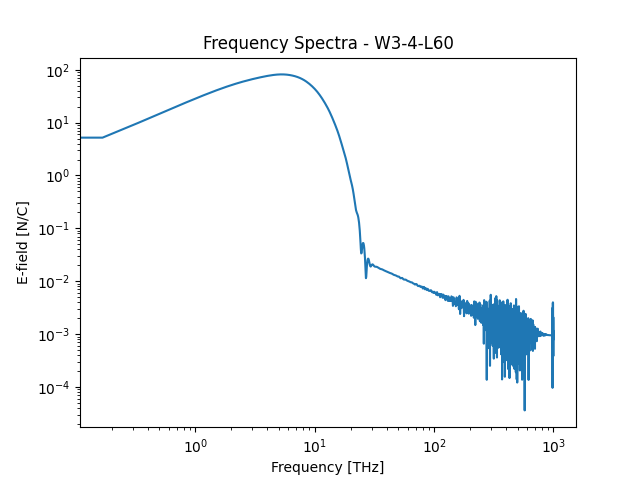 Frequency Spectra - W3-4-L60
10²
10¹
10⁰
10⁻¹
10⁻²
10⁻³
10⁻⁴
E-field [N/C]
10⁰ 10¹ 10² 10³
Frequency [THz]